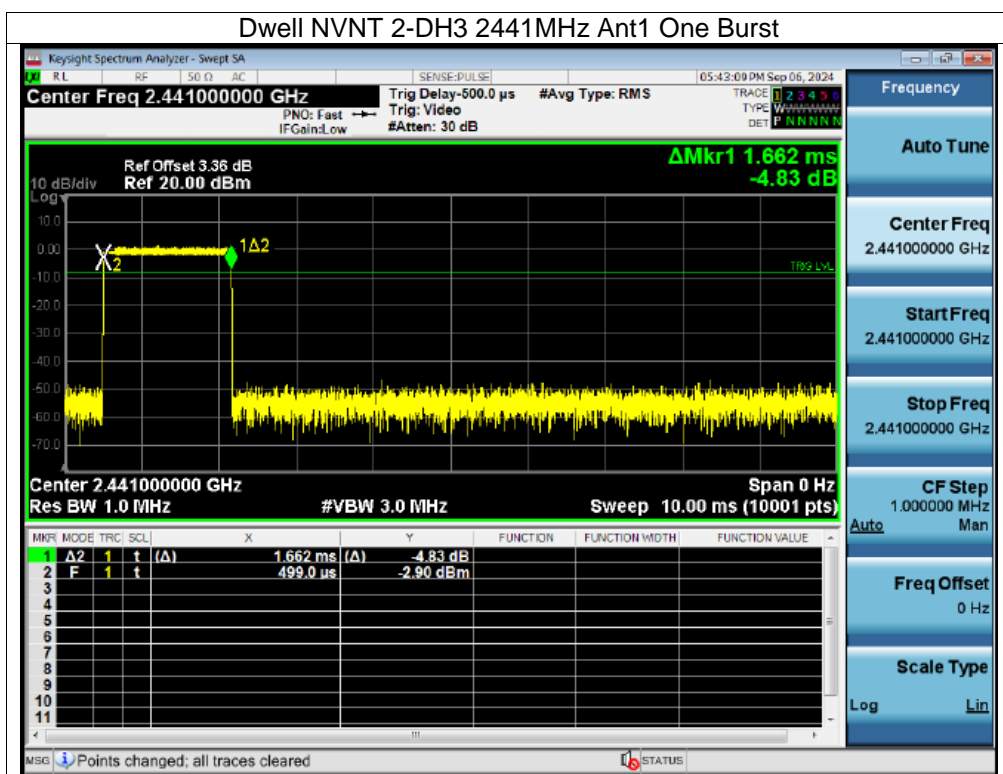 Dwell NVNT 2-DH3 2441MHz Ant1 One Burst
Keysight Spectrum Analyzer - Swept SA
LXI RL RF 50 Ω AC SENSE:PULSE 05:43:09 PM Sep 06, 2024
Center Freq 2.441000000 GHz Trig Delay-500.0 µs #Avg Type: RMS TRACE 1 2 3 4 5 6
PNO: Fast Trig: Video TYPE WWWWWW
IFGain:Low #Atten: 30 dB DET P N N N N N
Frequency
Auto Tune
Center Freq
2.441000000 GHz
Start Freq
2.441000000 GHz
Stop Freq
2.441000000 GHz
CF Step
1.000000 MHz
Auto Man
Freq Offset
0 Hz
Scale Type
Log Lin
ΔMkr1 1.662 ms
-4.83 dB
Ref Offset 3.36 dB
10 dB/div Ref 20.00 dBm
Log
10.0
0.00
-10.0
-20.0
-30.0
-40.0
-50.0
-60.0
-70.0
1Δ2
X2
TRIG LVL
Center 2.441000000 GHz Span 0 Hz
Res BW 1.0 MHz #VBW 3.0 MHz Sweep 10.00 ms (10001 pts)
MKR MODE TRC SCL X Y FUNCTION FUNCTION WIDTH FUNCTION VALUE
1 Δ2 1 t (Δ) 1.662 ms (Δ) -4.83 dB
2 F 1 t 499.0 µs -2.90 dBm
3
4
5
6
7
8
9
10
11
MSG Points changed; all traces cleared STATUS